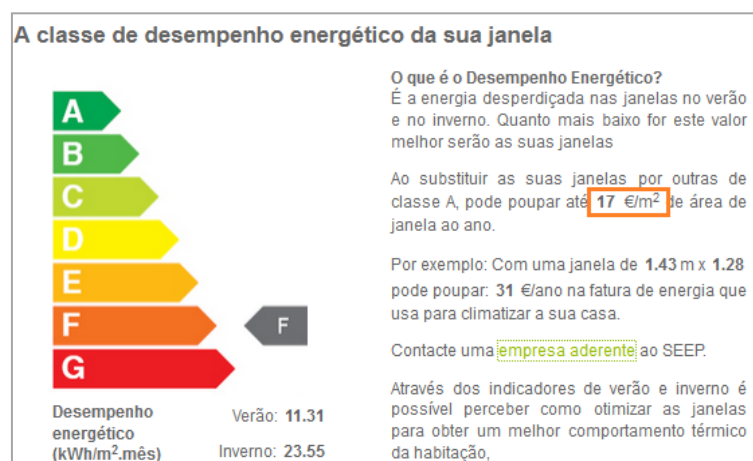 A classe de desempenho energético da sua janela
A
B
C
D
E
F
F
G
Desempenho
energético
(kWh/m².mês)
Verão: 11.31
Inverno: 23.55
O que é o Desempenho Energético?
É a energia desperdiçada nas janelas no verão
e no inverno. Quanto mais baixo for este valor
melhor serão as suas janelas
Ao substituir as suas janelas por outras de
classe A, pode poupar até 17 €/m² de área de
janela ao ano.
Por exemplo: Com uma janela de 1.43 m x 1.28
pode poupar: 31 €/ano na fatura de energia que
usa para climatizar a sua casa.
Contacte uma empresa aderente ao SEEP.
Através dos indicadores de verão e inverno é
possível perceber como otimizar as janelas
para obter um melhor comportamento térmico
da habitação,